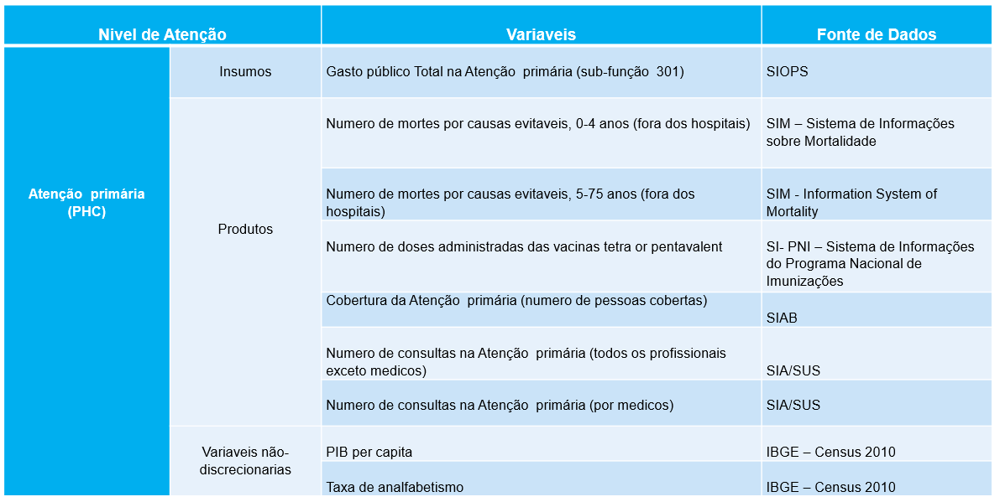 Nivel de Atenção
Variaveis
Fonte de Dados
Atenção primária
(PHC)
Insumos
Gasto público Total na Atenção primária (sub-função 301)
SIOPS
Produtos
Numero de mortes por causas evitaveis, 0-4 anos (fora dos hospitais)
SIM – Sistema de Informações
sobre Mortalidade
Numero de mortes por causas evitaveis, 5-75 anos (fora dos
hospitais)
SIM - Information System of
Mortality
Numero de doses administradas das vacinas tetra or pentavalent
SI- PNI – Sistema de Informações
do Programa Nacional de
Imunizações
Cobertura da Atenção primária (numero de pessoas cobertas)
SIAB
Numero de consultas na Atenção primária (todos os profissionais
exceto medicos)
SIA/SUS
Numero de consultas na Atenção primária (por medicos)
SIA/SUS
Variaveis não-
discrecionarias
PIB per capita
IBGE – Census 2010
Taxa de analfabetismo
IBGE – Census 2010